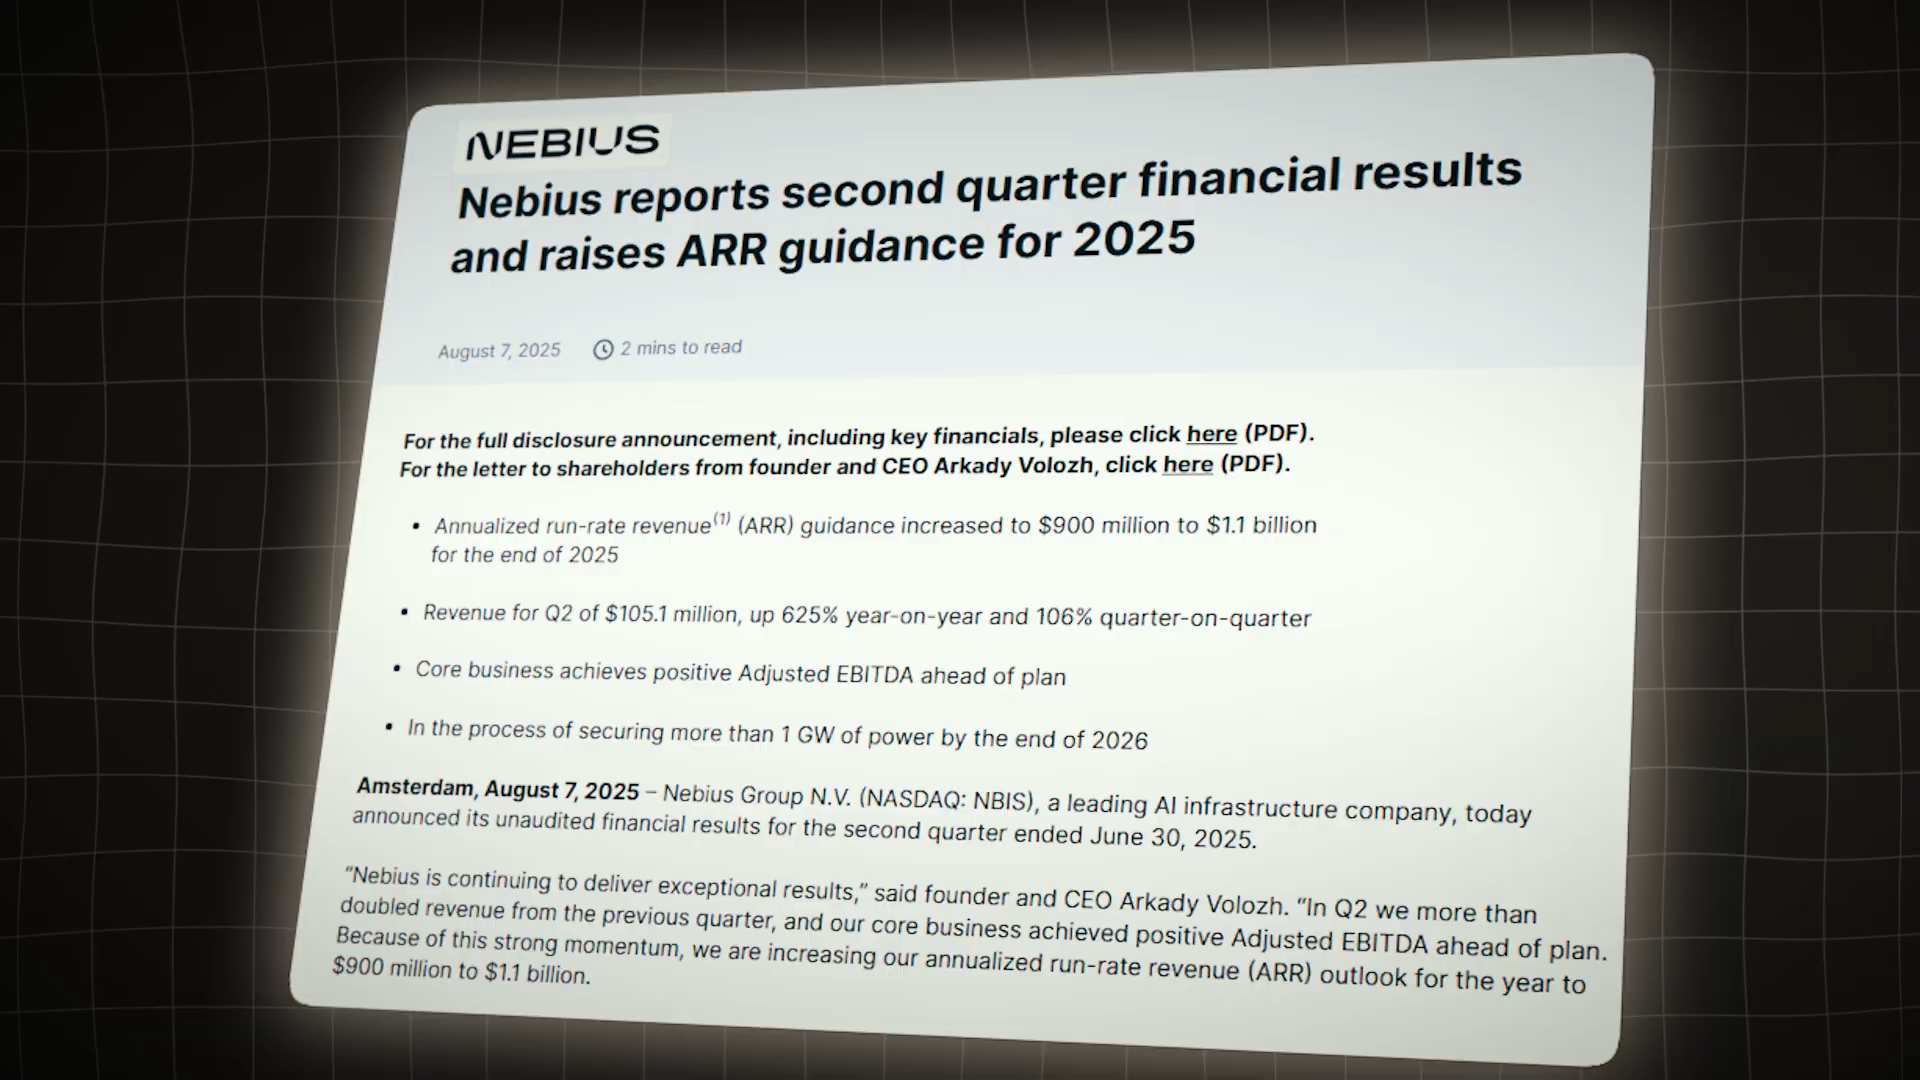 NEBIUS
Nebius reports second quarter financial results
and raises ARR guidance for 2025
August 7, 2025 2 mins to read
For the full disclosure announcement, including key financials, please click here (PDF).
For the letter to shareholders from founder and CEO Arkady Volozh, click here (PDF).
• Annualized run-rate revenue(1) (ARR) guidance increased to $900 million to $1.1 billion
for the end of 2025
• Revenue for Q2 of $105.1 million, up 625% year-on-year and 106% quarter-on-quarter
• Core business achieves positive Adjusted EBITDA ahead of plan
• In the process of securing more than 1 GW of power by the end of 2026
Amsterdam, August 7, 2025 – Nebius Group N.V. (NASDAQ: NBIS), a leading AI infrastructure company, today
announced its unaudited financial results for the second quarter ended June 30, 2025.
“Nebius is continuing to deliver exceptional results,” said founder and CEO Arkady Volozh. “In Q2 we more than
doubled revenue from the previous quarter, and our core business achieved positive Adjusted EBITDA ahead of plan.
Because of this strong momentum, we are increasing our annualized run-rate revenue (ARR) outlook for the year to
$900 million to $1.1 billion.